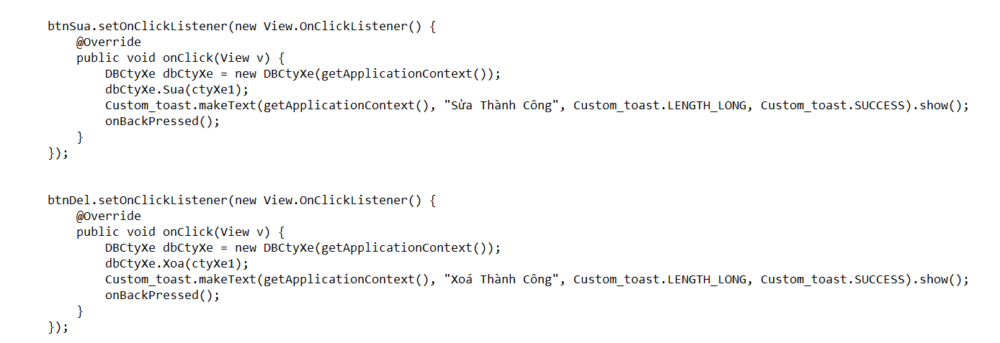 btnSua.setOnClickListener(new View.OnClickListener() {
    @Override
    public void onClick(View v) {
        DBCtyXe dbCtyXe = new DBCtyXe(getApplicationContext());
        dbCtyXe.Sua(ctyXe1);
        Custom_toast.makeText(getApplicationContext(), "Sửa Thành Công", Custom_toast.LENGTH_LONG, Custom_toast.SUCCESS).show();
        onBackPressed();
    }
});
btnDel.setOnClickListener(new View.OnClickListener() {
    @Override
    public void onClick(View v) {
        DBCtyXe dbCtyXe = new DBCtyXe(getApplicationContext());
        dbCtyXe.Xoa(ctyXe1);
        Custom_toast.makeText(getApplicationContext(), "Xoá Thành Công", Custom_toast.LENGTH_LONG, Custom_toast.SUCCESS).show();
        onBackPressed();
    }
});